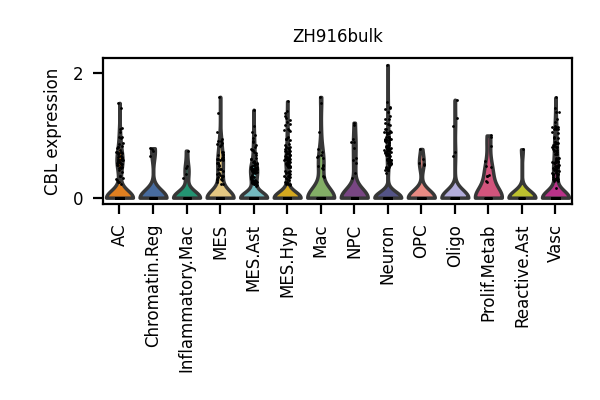 ZH916bulk
CBL expression
2
0
AC
Chromatin.Reg
Inflammatory.Mac
MES
MES.Ast
MES.Hyp
Mac
NPC
Neuron
OPC
Oligo
Prolif.Metab
Reactive.Ast
Vasc